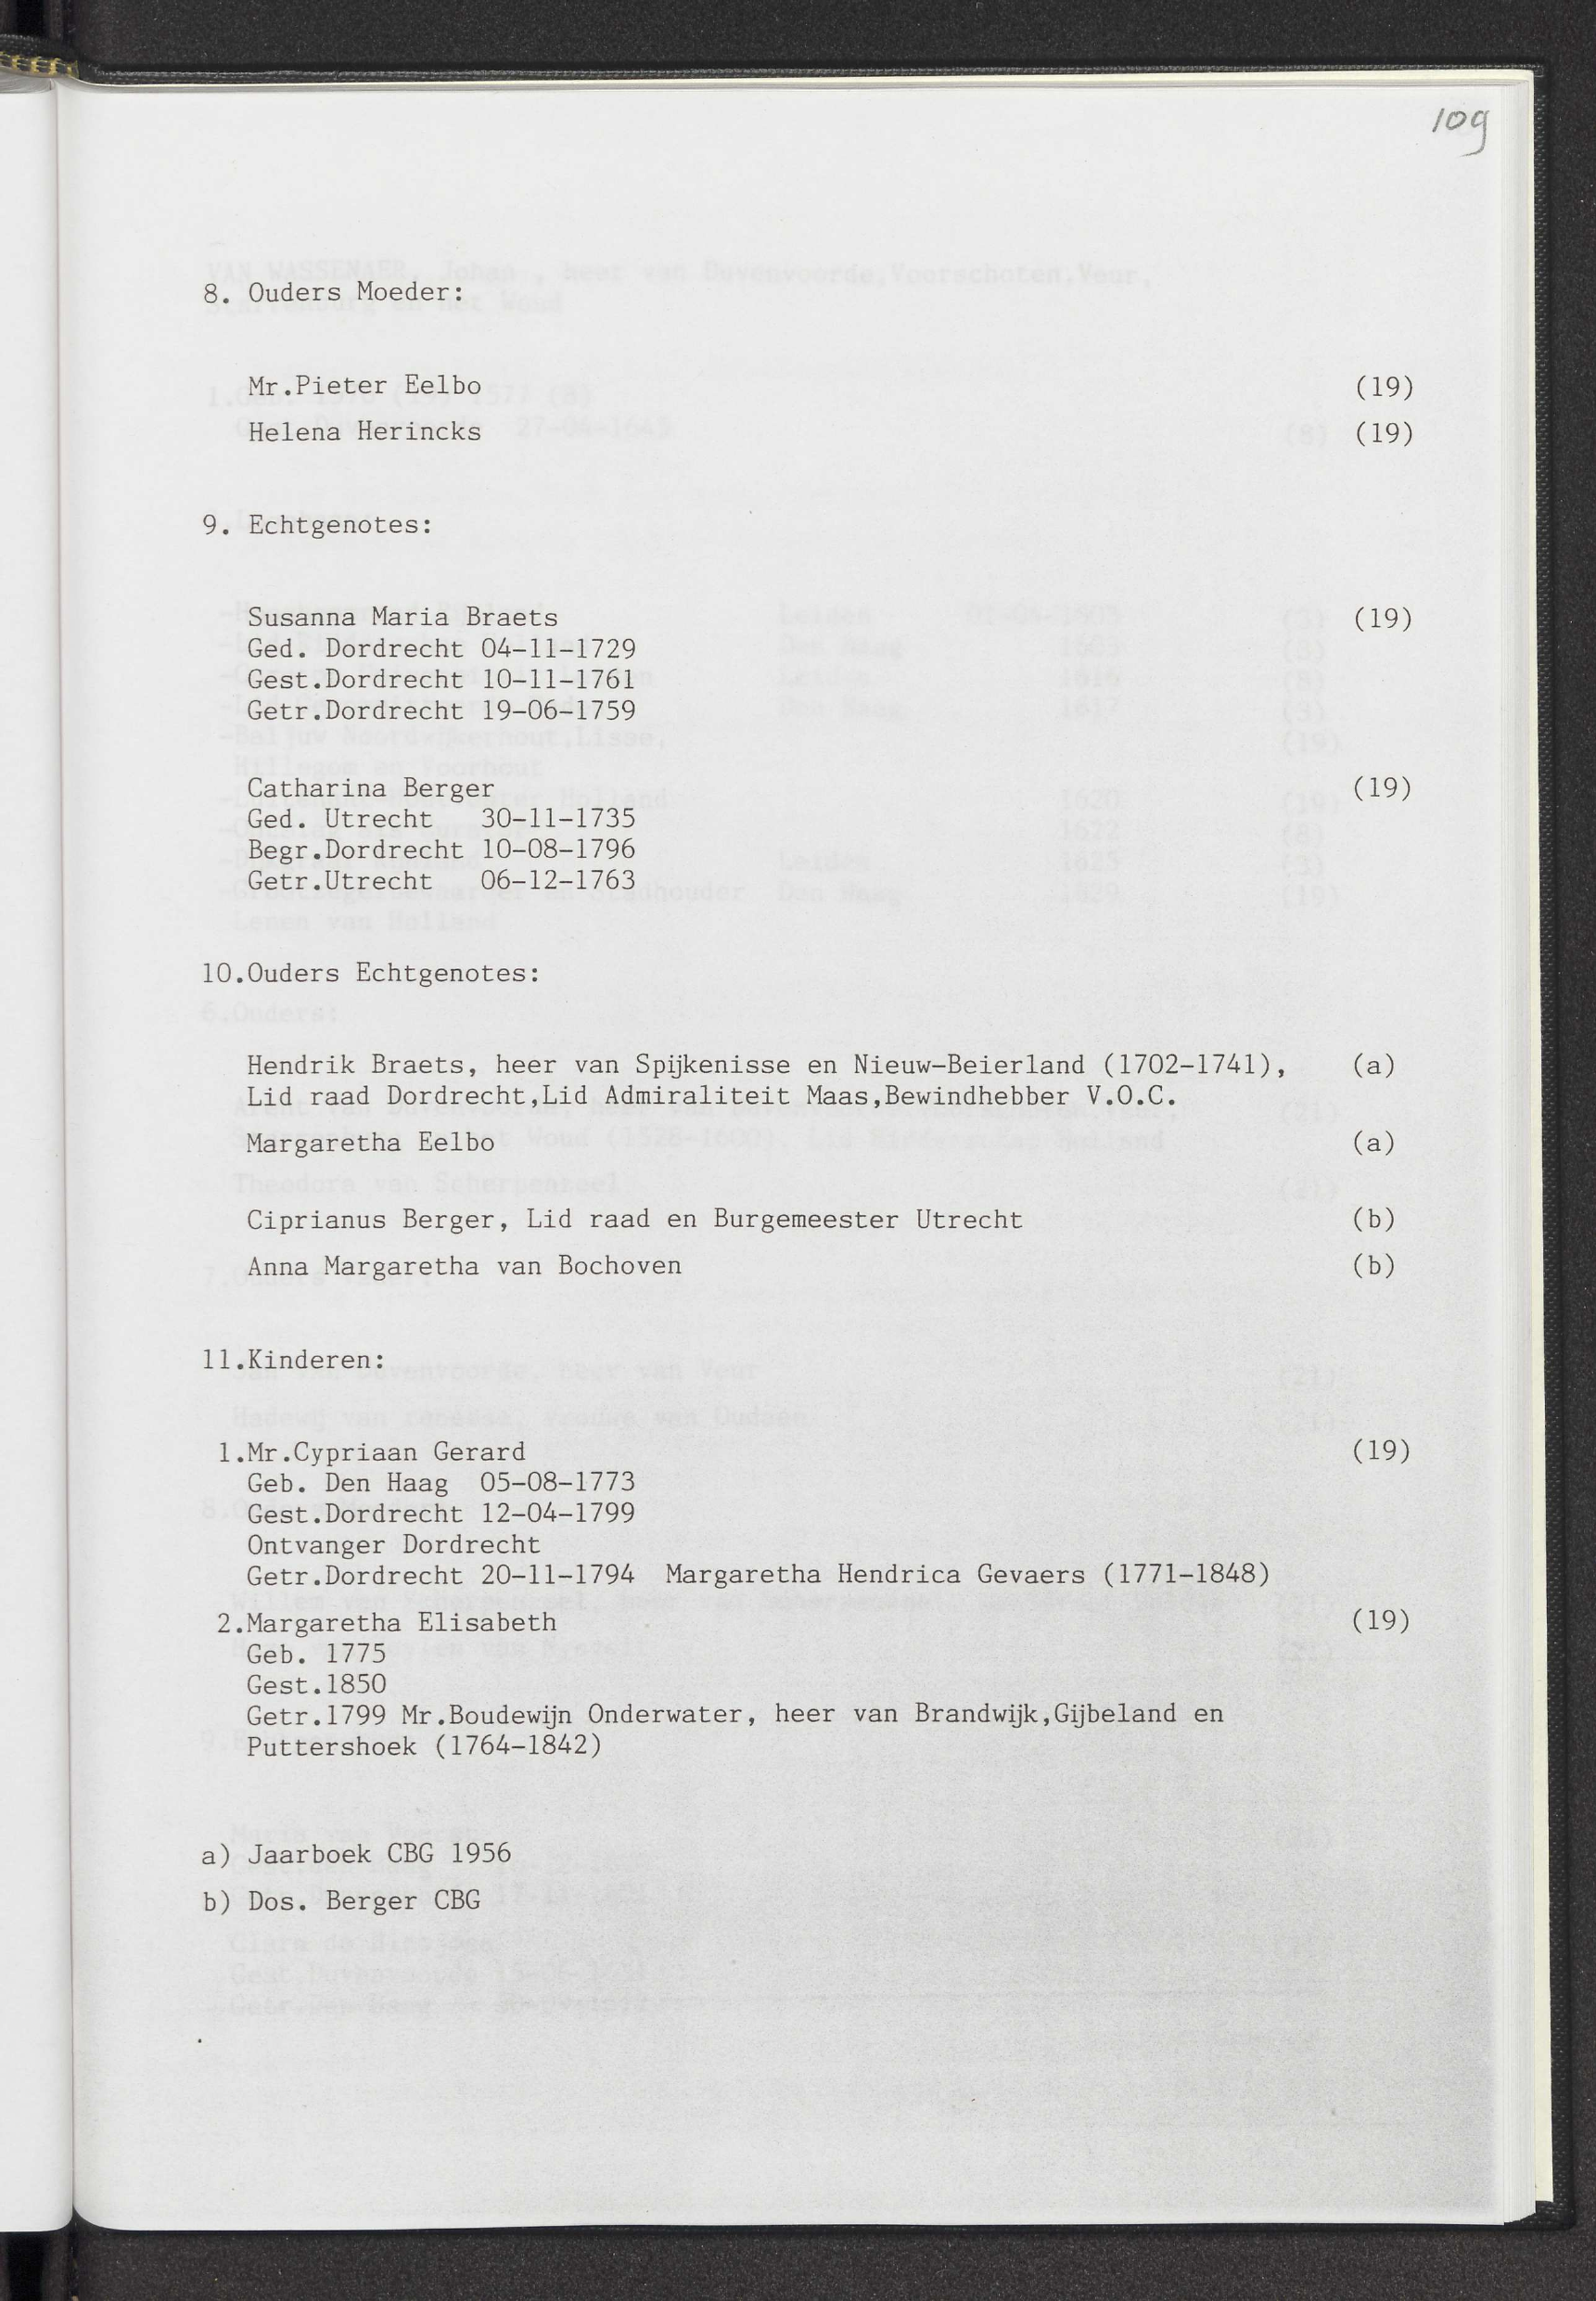 109
8. Ouders Moeder:
Mr.Pieter Eelbo (19)
Helena Herincks (19)
9. Echtgenotes:
Susanna Maria Braets (19)
Ged. Dordrecht 04-11-1729
Gest.Dordrecht 10-11-1761
Getr.Dordrecht 19-06-1759
Catharina Berger (19)
Ged. Utrecht 30-11-1735
Begr.Dordrecht 10-08-1796
Getr.Utrecht 06-12-1763
10.Ouders Echtgenotes:
Hendrik Braets, heer van Spijkenisse en Nieuw-Beierland (1702-1741), (a)
Lid raad Dordrecht,Lid Admiraliteit Maas,Bewindhebber V.O.C.
Margaretha Eelbo (a)
Ciprianus Berger, Lid raad en Burgemeester Utrecht (b)
Anna Margaretha van Bochoven (b)
11.Kinderen:
1.Mr.Cypriaan Gerard (19)
Geb. Den Haag 05-08-1773
Gest.Dordrecht 12-04-1799
Ontvanger Dordrecht
Getr.Dordrecht 20-11-1794 Margaretha Hendrica Gevaers (1771-1848)
2.Margaretha Elisabeth (19)
Geb. 1775
Gest.1850
Getr.1799 Mr.Boudewijn Onderwater, heer van Brandwijk,Gijbeland en
Puttershoek (1764-1842)
a) Jaarboek CBG 1956
b) Dos. Berger CBG